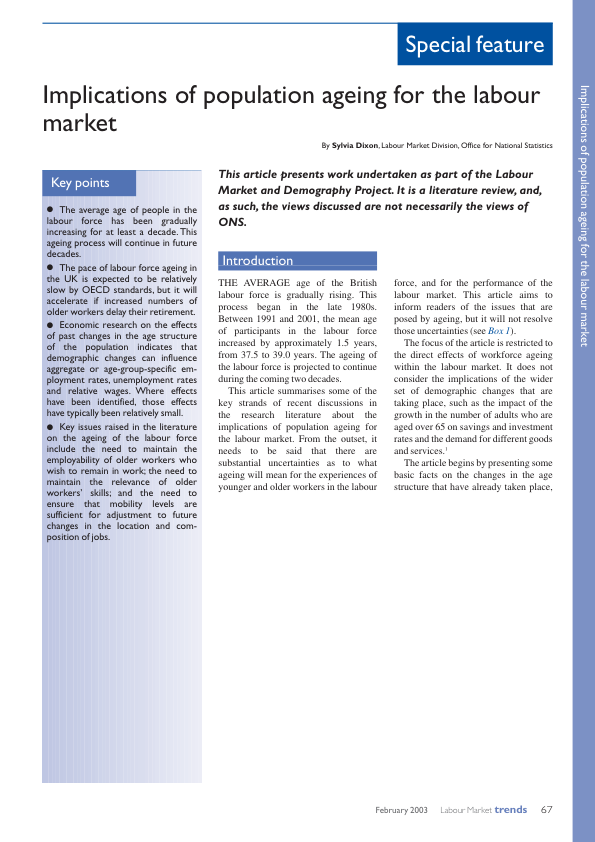 Special feature
Implications of population ageing for the labour
market
By Sylvia Dixon, Labour Market Division, Office for National Statistics
Key points
● The average age of people in the
labour force has been gradually
increasing for at least a decade. This
ageing process will continue in future
decades.
● The pace of labour force ageing in
the UK is expected to be relatively
slow by OECD standards, but it will
accelerate if increased numbers of
older workers delay their retirement.
● Economic research on the effects
of past changes in the age structure
of the population indicates that
demographic changes can influence
aggregate or age-group-specific em-
ployment rates, unemployment rates
and relative wages. Where effects
have been identified, those effects
have typically been relatively small.
● Key issues raised in the literature
on the ageing of the labour force
include the need to maintain the
employability of older workers who
wish to remain in work; the need to
maintain the relevance of older
workers' skills; and the need to
ensure that mobility levels are
sufficient for adjustment to future
changes in the location and com-
position of jobs.
This article presents work undertaken as part of the Labour
Market and Demography Project. It is a literature review, and,
as such, the views discussed are not necessarily the views of
ONS.
Introduction
THE AVERAGE age of the British
labour force is gradually rising. This
process began in the late 1980s.
Between 1991 and 2001, the mean age
of participants in the labour force
increased by approximately 1.5 years,
from 37.5 to 39.0 years. The ageing of
the labour force is projected to continue
during the coming two decades.
This article summarises some of the
key strands of recent discussions in
the research literature about the
implications of population ageing for
the labour market. From the outset, it
needs to be said that there are
substantial uncertainties as to what
ageing will mean for the experiences of
younger and older workers in the labour
force, and for the performance of the
labour market. This article aims to
inform readers of the issues that are
posed by ageing, but it will not resolve
those uncertainties (see Box 1).
The focus of the article is restricted to
the direct effects of workforce ageing
within the labour market. It does not
consider the implications of the wider
set of demographic changes that are
taking place, such as the impact of the
growth in the number of adults who are
aged over 65 on savings and investment
rates and the demand for different goods
and services.1
The article begins by presenting some
basic facts on the changes in the age
structure that have already taken place,
Implications of population ageing for the labour market
February 2003 Labour Market trends 67